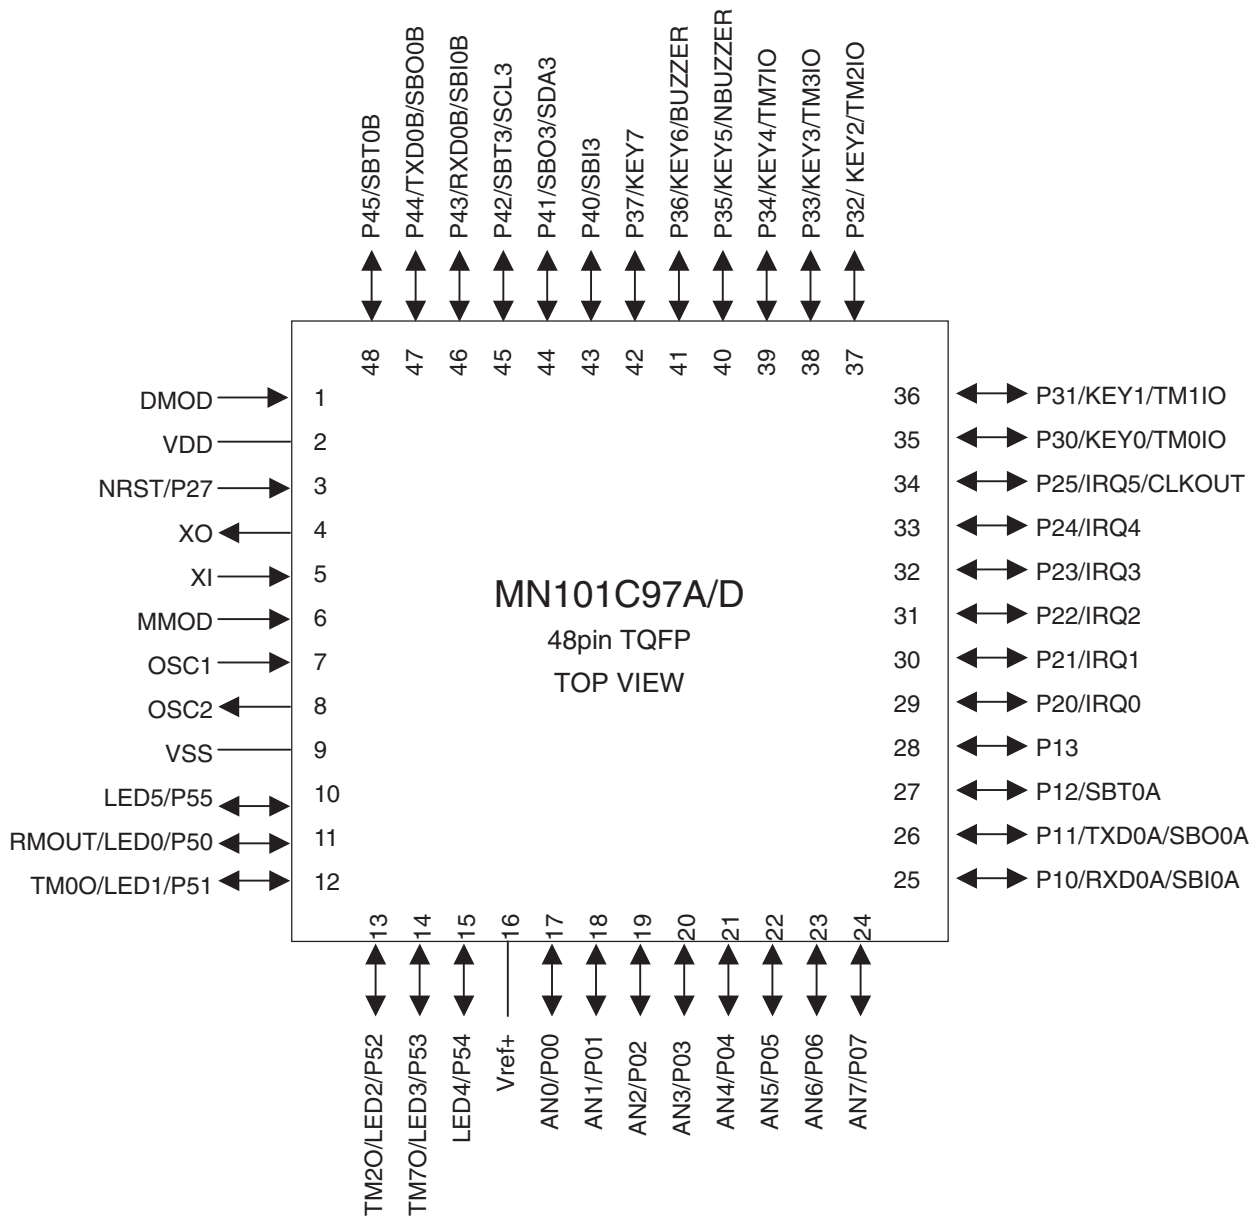 P45/SBT0B
P44/TXD0B/SBO0B
P43/RXD0B/SBI0B
P42/SBT3/SCL3
P41/SBO3/SDA3
P40/SBI3
P37/KEY7
P36/KEY6/BUZZER
P35/KEY5/NBUZZER
P34/KEY4/TM7IO
P33/KEY3/TM3IO
P32/ KEY2/TM2IO
48
47
46
45
44
43
42
41
40
39
38
37
DMOD 1
VDD 2
NRST/P27 3
XO 4
XI 5
MMOD 6
OSC1 7
OSC2 8
VSS 9
LED5/P55 10
RMOUT/LED0/P50 11
TM0O/LED1/P51 12
MN101C97A/D
48pin TQFP
TOP VIEW
36 P31/KEY1/TM1IO
35 P30/KEY0/TM0IO
34 P25/IRQ5/CLKOUT
33 P24/IRQ4
32 P23/IRQ3
31 P22/IRQ2
30 P21/IRQ1
29 P20/IRQ0
28 P13
27 P12/SBT0A
26 P11/TXD0A/SBO0A
25 P10/RXD0A/SBI0A
13
14
15
16
17
18
19
20
21
22
23
24
TM2O/LED2/P52
TM7O/LED3/P53
LED4/P54
Vref+
AN0/P00
AN1/P01
AN2/P02
AN3/P03
AN4/P04
AN5/P05
AN6/P06
AN7/P07